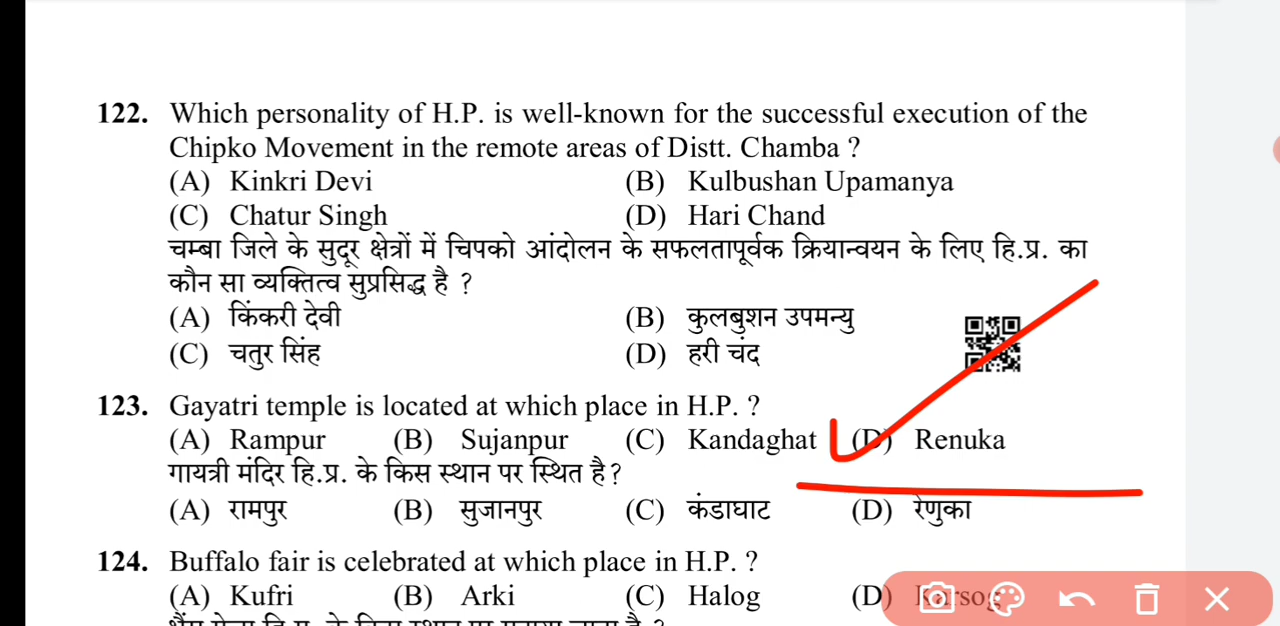 122. Which personality of H.P. is well-known for the successful execution of the
Chipko Movement in the remote areas of Distt. Chamba ?
(A) Kinkri Devi (B) Kulbushan Upamanya
(C) Chatur Singh (D) Hari Chand
चम्बा जिले के सुदूर क्षेत्रों में चिपको आंदोलन के सफलतापूर्वक क्रियान्वयन के लिए हि.प्र. का
कौन सा व्यक्तित्व सुप्रसिद्ध है ?
(A) किंकरी देवी (B) कुलबुशन उपमन्यु
(C) चतुर सिंह (D) हरी चंद
123. Gayatri temple is located at which place in H.P. ?
(A) Rampur (B) Sujanpur (C) Kandaghat (D) Renuka
गायत्री मंदिर हि.प्र. के किस स्थान पर स्थित है ?
(A) रामपुर (B) सुजानपुर (C) कंडाघाट (D) रेणुका
124. Buffalo fair is celebrated at which place in H.P. ?
(A) Kufri (B) Arki (C) Halog (D) Karsog